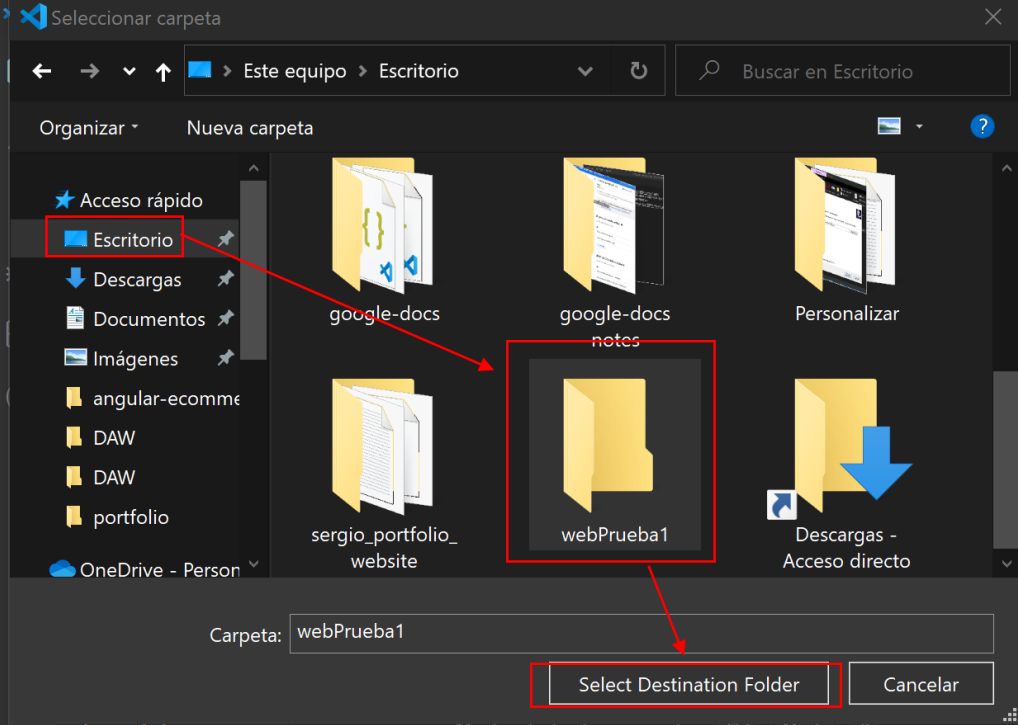 Seleccionar carpeta
Este equipo > Escritorio
Buscar en Escritorio
Organizar
Nueva carpeta
?
Acceso rápido
Escritorio
Descargas
Documentos
Imágenes
angular-ecomme
DAW
DAW
portfolio
OneDrive - Person
google-docs
google-docs
notes
Personalizar
sergio_portfolio_
website
webPrueba1
Descargas -
Acceso directo
Carpeta:
webPrueba1
Select Destination Folder
Cancelar